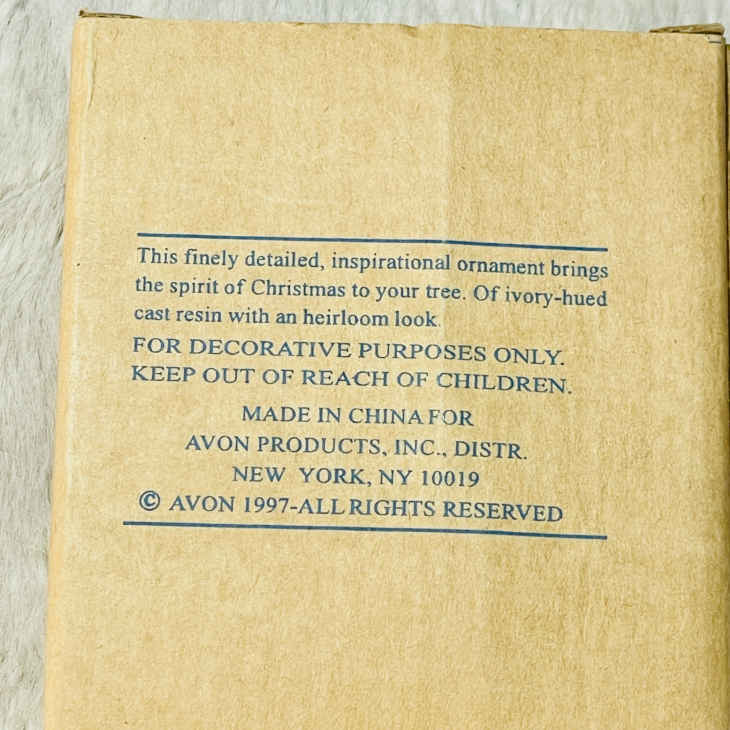 This finely detailed, inspirational ornament brings
the spirit of Christmas to your tree. Of ivory-hued
cast resin with an heirloom look.
FOR DECORATIVE PURPOSES ONLY.
KEEP OUT OF REACH OF CHILDREN.
MADE IN CHINA FOR
AVON PRODUCTS, INC., DISTR.
NEW YORK, NY 10019
© AVON 1997-ALL RIGHTS RESERVED